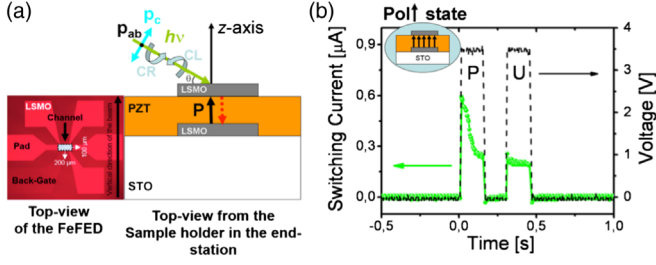 (a)
p_c
p_ab
hν
z-axis
CL
CR
θ
LSMO
LSMO
PZT
P
LSMO
Channel
Pad
100 μm
200 μm
Back-Gate
Vertical direction of the beam
STO
Top-view
of the FeFED
Top-view from the
Sample holder in the end-
station
(b)
Pol↑ state
(a)
STO
P
U
Switching Current [μA]
0,9
0,6
0,3
0,0
Voltage [V]
4
3
2
1
0
-0,5
0,0
0,5
1,0
Time [s]